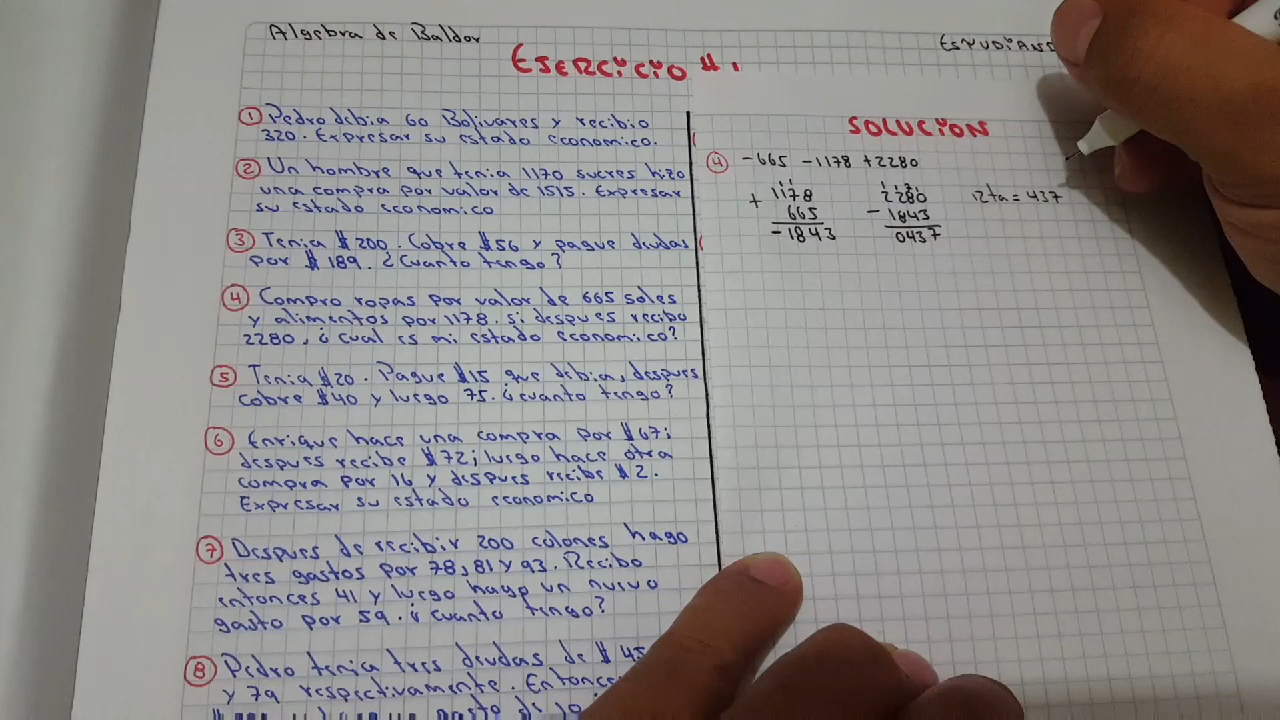 Algebra de Baldor
ESTUDIANS
EJERCiCiO #1
① Pedro debia 60 Bolivares y recibio
320. Expresar su estado economico.
② Un hombre que tenia 1170 sucres hizo
una compra por valor de 1515. Expresar
su estado economico
③ Tenia $200. Cobre $56 y pague deudas
por $189. ¿Cuanto tengo?
④ Compro ropas por valor de 665 soles
y alimentos por 1178. si despues recibo
2280, ¿cual es mi estado economico?
⑤ Tenia $20. Pague $15 que debia, despues
cobre $40 y luego 75. ¿cuanto tengo?
⑥ Enrique hace una compra por $67;
despues recibe $72; luego hace otra
compra por 16 y despues recibe $2.
Expresar su estado economico
⑦ Despues de recibir 200 colones hago
tres gastos por 78, 81 y 93. Recibo
entonces 41 y luego hago un nuevo
gasto por 59. ¿cuanto tengo?
⑧ Pedro tenia tres deudas de $45
y 79 respectivamente. Entonces
SOLUCION
④ -665 -1178 +2280
+ 1178
665
-1843
2280
- 1843
0437
rzta = 437